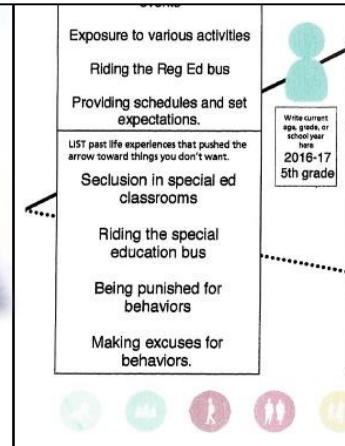 Exposure to various activities
Riding the Reg Ed bus
Providing schedules and set
expectations.
LIST past life experiences that pushed the
arrow toward things you don't want.
Seclusion in special ed
classrooms
Riding the special
education bus
Being punished for
behaviors
Making excuses for
behaviors.
Write current
age, grade, or
school year
here
2016-17
5th grade